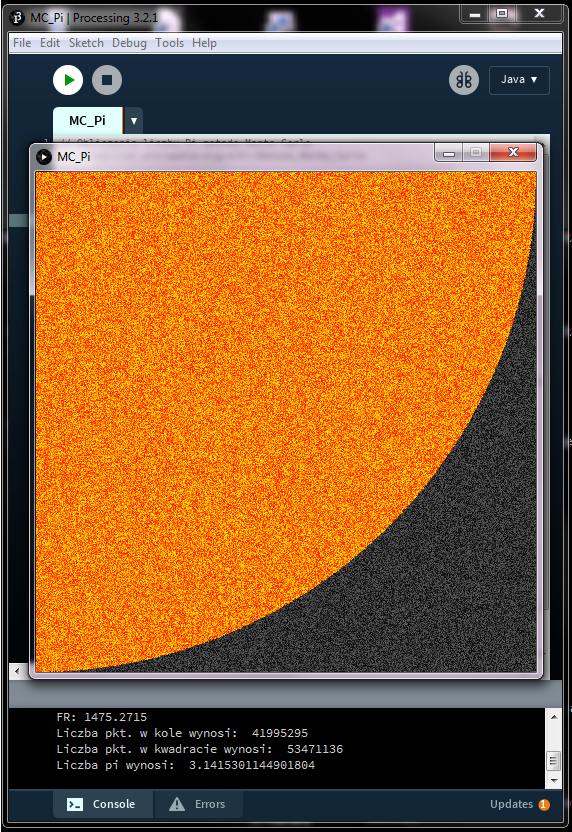 MC_Pi | Processing 3.2.1
File Edit Sketch Debug Tools Help
Java ▾
MC_Pi ▾
MC_Pi
FR: 1475.2715
Liczba pkt. w kole wynosi:  41995295
Liczba pkt. w kwadracie wynosi:  53471136
Liczba pi wynosi:  3.1415301144901804
Console Errors Updates 1